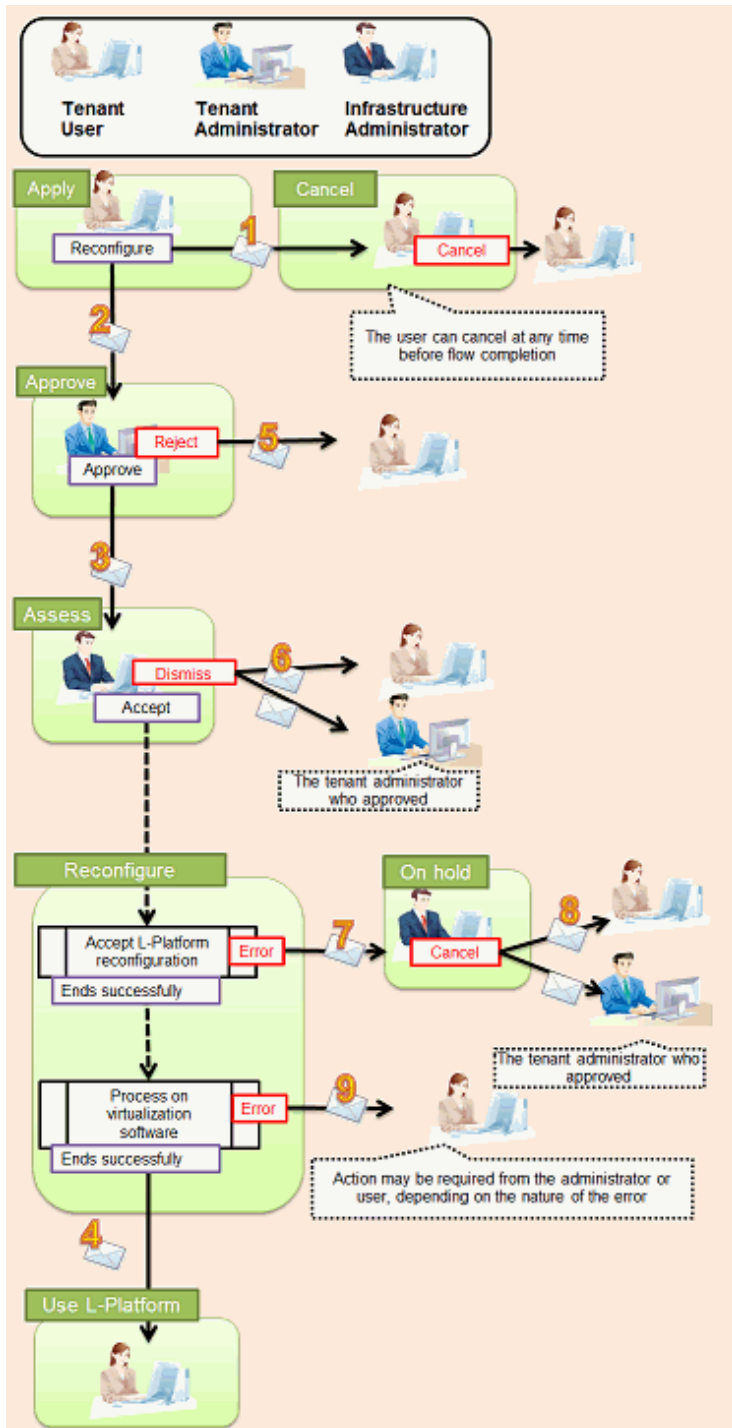 Tenant
User
Tenant
Administrator
Infrastructure
Administrator
Apply
Cancel
1
Reconfigure
Cancel
2
The user can cancel at any time
before flow completion
Approve
Reject
5
Approve
3
Assess
6
Dismiss
Accept
The tenant administrator
who approved
Reconfigure
On hold
8
7
Accept L-Platform
reconfiguration
Error
Cancel
Ends successfully
The tenant administrator who
approved
9
Process on
virtualization
software
Error
Ends successfully
Action may be required from the administrator or
user, depending on the nature of the error
4
Use L-Platform